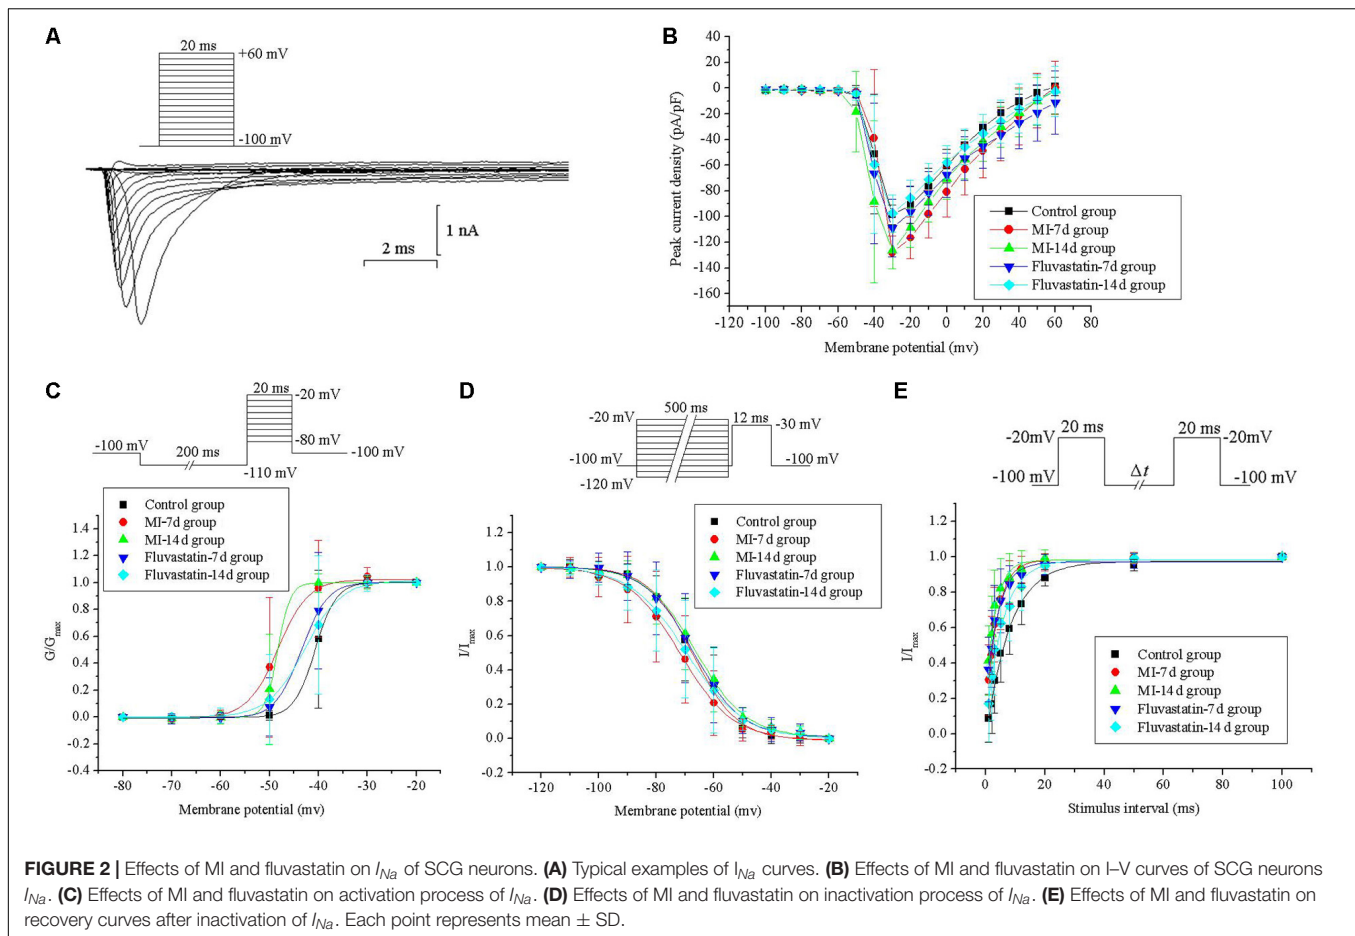 A
20 ms
+60 mV
-100 mV
1 nA
2 ms
B
40
20
0
-20
-40
-60
-80
-100
-120
-140
-160
Peak current density (pA/pF)
-120 -100 -80 -60 -40 -20 0 20 40 60 80
Membrane potential (mv)
Control group
MI-7d group
MI-14d group
Fluvastatin-7d group
Fluvastatin-14d group
C
20 ms
-20 mV
-80 mV
-100 mV
200 ms
-100 mV
-110 mV
Control group
MI-7d group
MI-14d group
Fluvastatin-7d group
Fluvastatin-14d group
1.4
1.2
1.0
0.8
0.6
0.4
0.2
0.0
-0.2
-0.4
G/Gmax
-80 -70 -60 -50 -40 -30 -20
Membrane potential (mv)
D
-20 mV
500 ms
12 ms
-30 mV
-100 mV
-100 mV
-120 mV
Control group
MI-7d group
MI-14d group
Fluvastatin-7d group
Fluvastatin-14d group
1.2
1.0
0.8
0.6
0.4
0.2
0.0
-0.2
I/Imax
-120 -100 -80 -60 -40 -20
Membrane potential (mv)
E
20 ms
20 ms
-20mV
-20mV
-100 mV
Δt
-100 mV
1.2
1.0
0.8
0.6
0.4
0.2
0.0
-0.2
I/Imax
Control group
MI-7d group
MI-14d group
Fluvastatin-7d group
Fluvastatin-14d group
0 20 40 60 80 100
Stimulus interval (ms)
FIGURE 2 | Effects of MI and fluvastatin on INa of SCG neurons. (A) Typical examples of INa curves. (B) Effects of MI and fluvastatin on I–V curves of SCG neurons
INa. (C) Effects of MI and fluvastatin on activation process of INa. (D) Effects of MI and fluvastatin on inactivation process of INa. (E) Effects of MI and fluvastatin on
recovery curves after inactivation of INa. Each point represents mean ± SD.